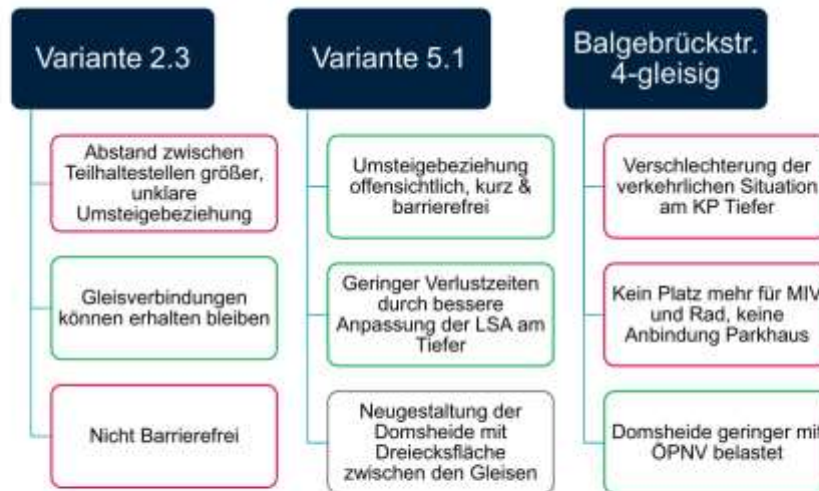 Variante 2.3
Abstand zwischen
Teilhaltestellen größer,
unklare
Umsteigebeziehung
Gleisverbindungen
können erhalten bleiben
Nicht Barrierefrei
Variante 5.1
Umsteigebeziehung
offensichtlich, kurz &
barrierefrei
Geringer Verlustzeiten
durch bessere
Anpassung der LSA am
Tiefer
Neugestaltung der
Domsheide mit
Dreiecksfläche
zwischen den Gleisen
Balgebrückstr.
4-gleisig
Verschlechterung der
verkehrlichen Situation
am KP Tiefer
Kein Platz mehr für MIV
und Rad, keine
Anbindung Parkhaus
Domsheide geringer mit
ÖPNV belastet